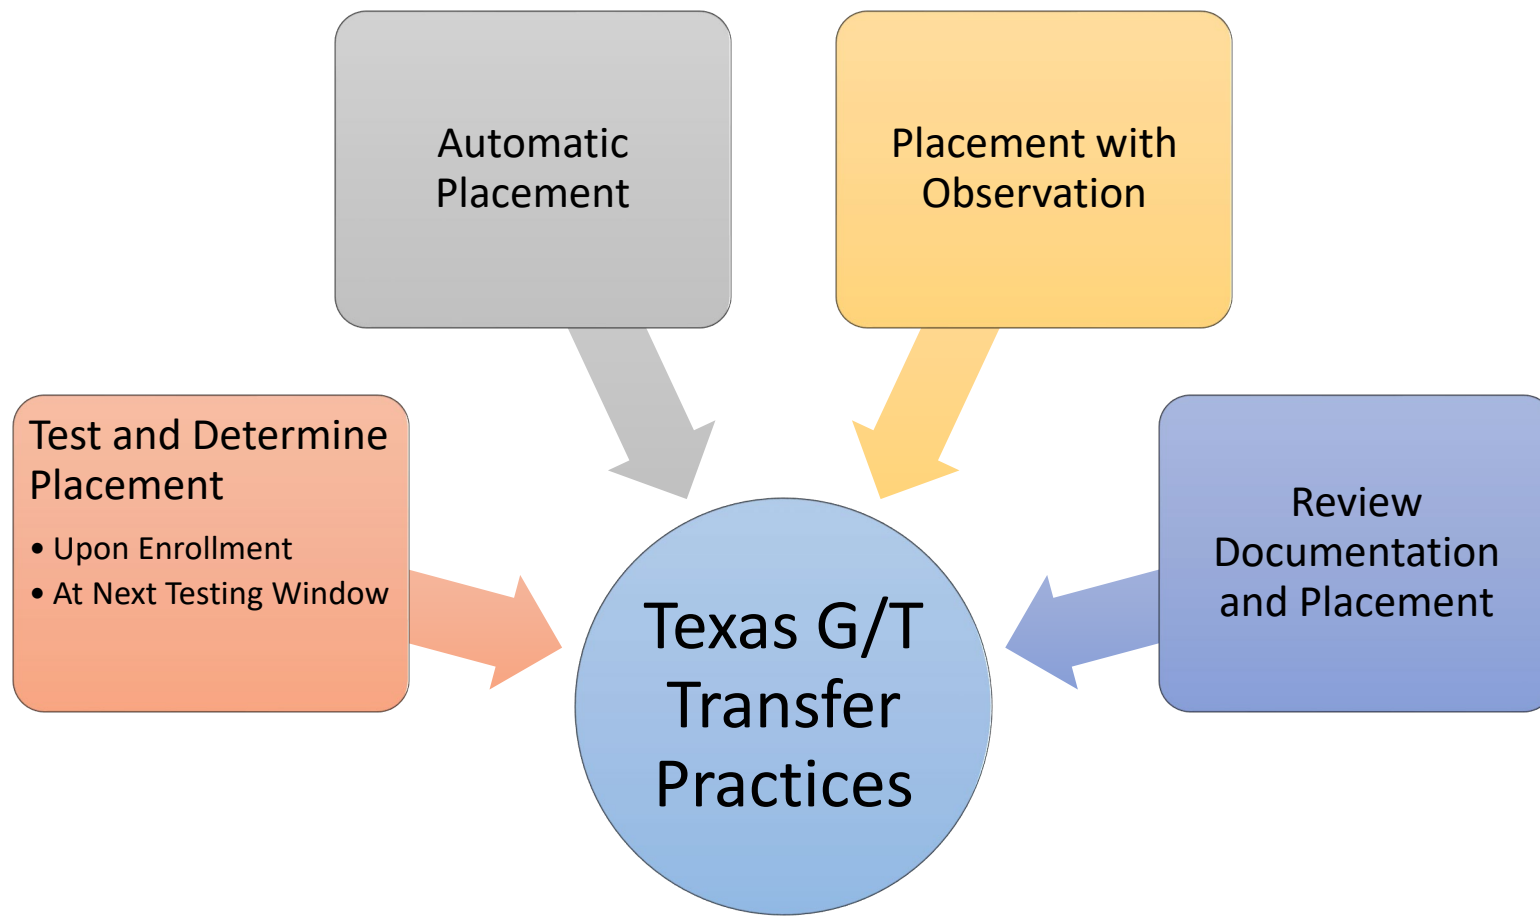 Automatic
Placement
Placement with
Observation
Test and Determine
Placement
• Upon Enrollment
• At Next Testing Window
Review
Documentation
and Placement
Texas G/T
Transfer
Practices